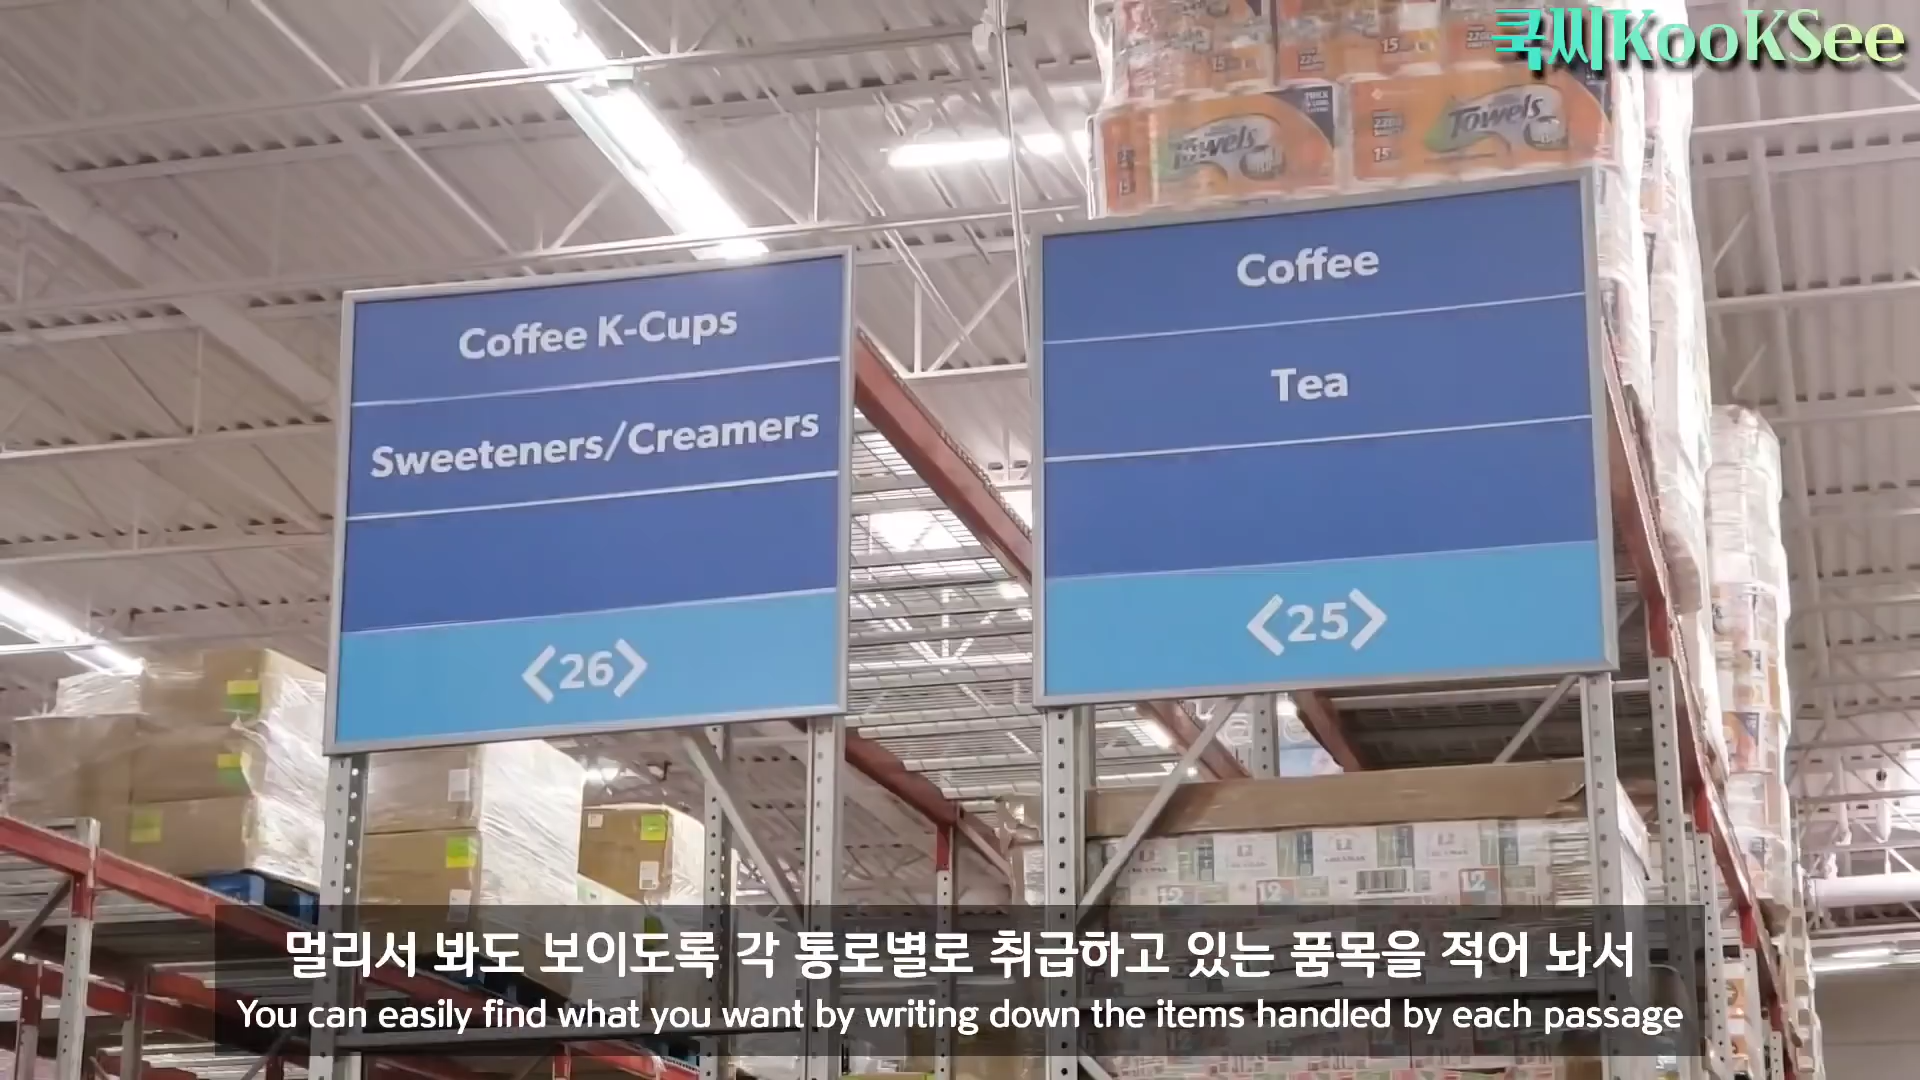 쿡씨KooKSee
Towels
Towels
15
2200
15
Coffee K-Cups
Sweeteners/Creamers
<26>
Coffee
Tea
<25>
멀리서 봐도 보이도록 각 통로별로 취급하고 있는 품목을 적어 놔서
You can easily find what you want by writing down the items handled by each passage